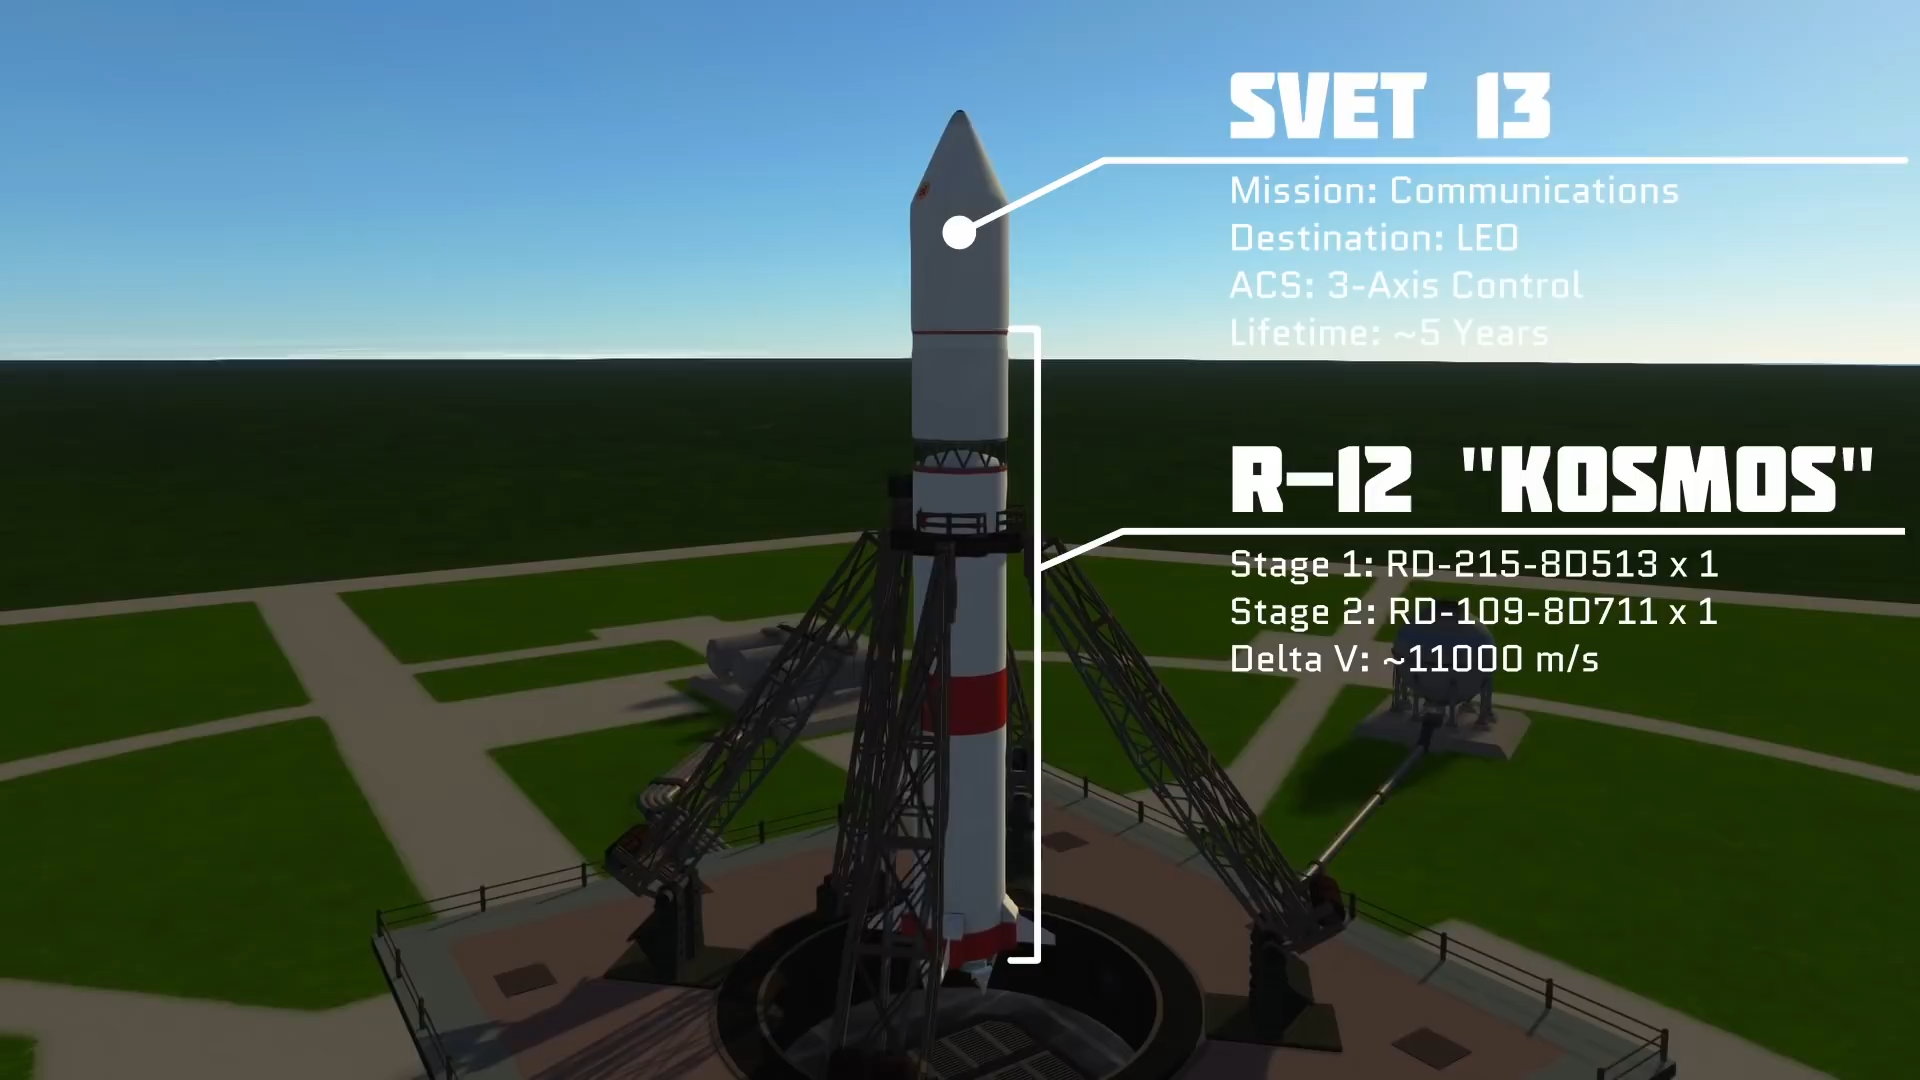 SVET 13
Mission: Communications
Destination: LEO
ACS: 3-Axis Control
Lifetime: ~5 Years
R-12 "KOSMOS"
Stage 1: RD-215-8D513 x 1
Stage 2: RD-109-8D711 x 1
Delta V: ~11000 m/s